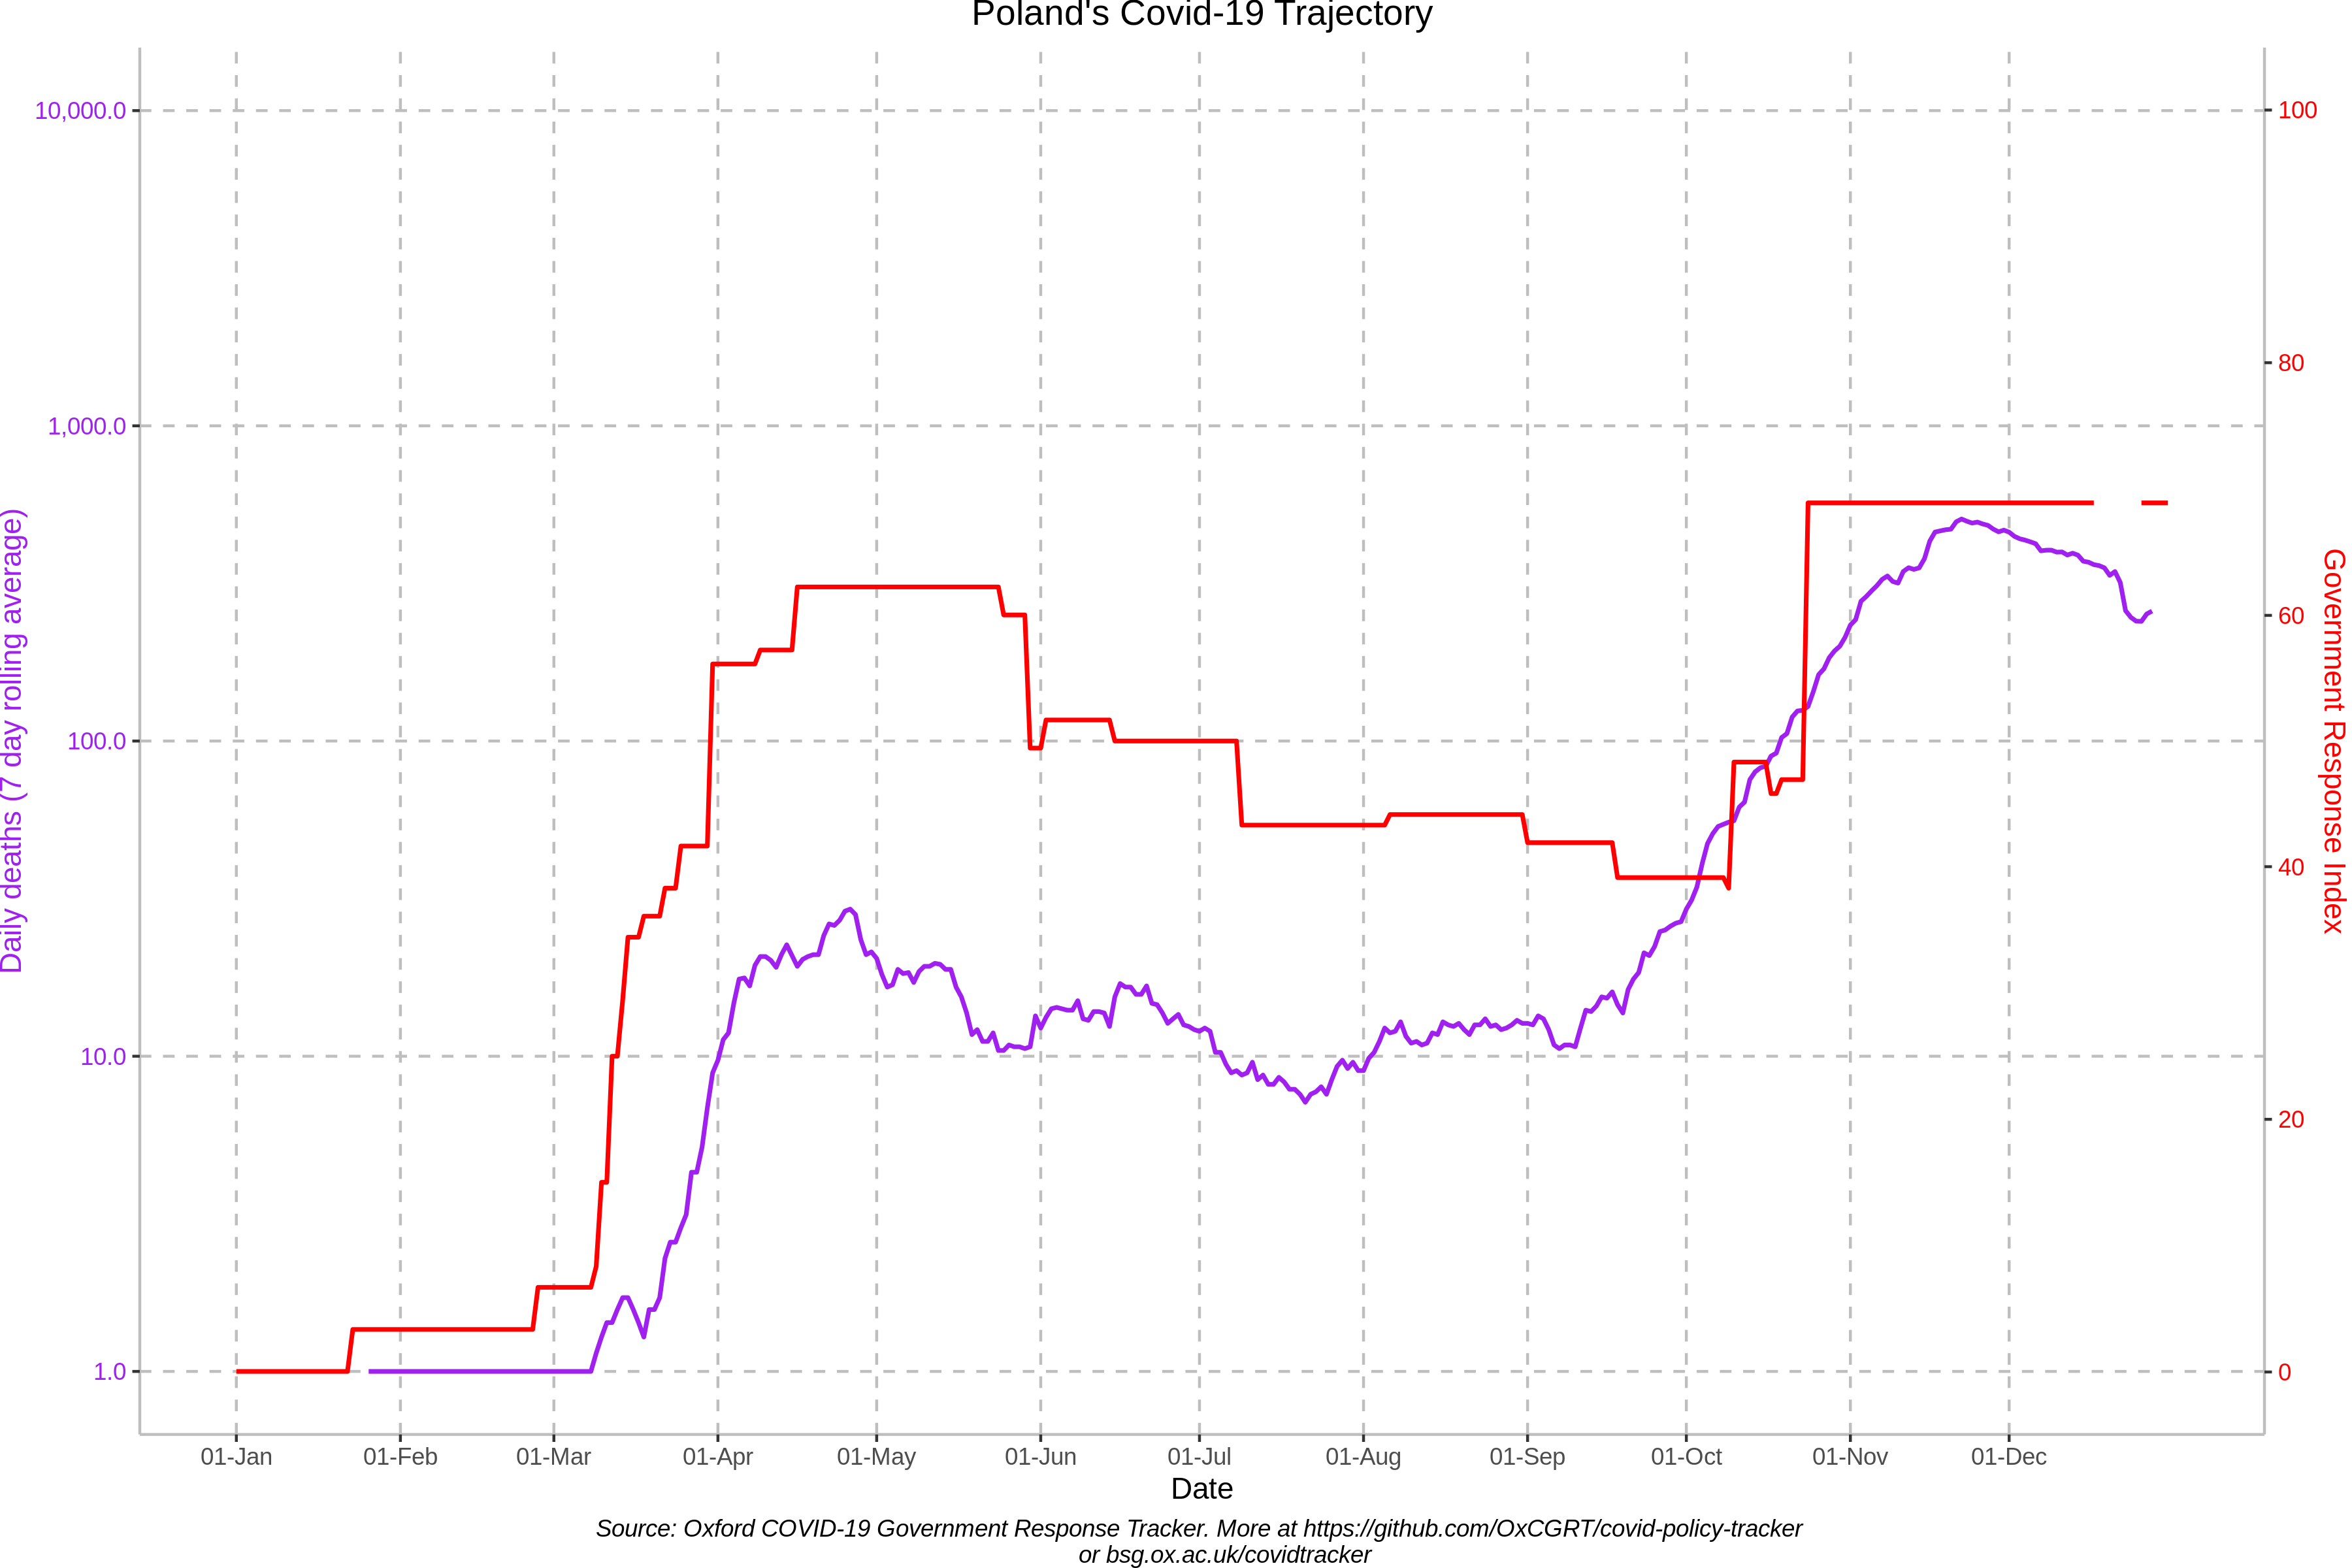 Poland's Covid-19 Trajectory
10,000.0
1,000.0
100.0
10.0
1.0
Daily deaths (7 day rolling average)
100
80
60
40
20
0
Government Response Index
01-Jan 01-Feb 01-Mar 01-Apr 01-May 01-Jun 01-Jul 01-Aug 01-Sep 01-Oct 01-Nov 01-Dec
Date
Source: Oxford COVID-19 Government Response Tracker. More at https://github.com/OxCGRT/covid-policy-tracker
or bsg.ox.ac.uk/covidtracker